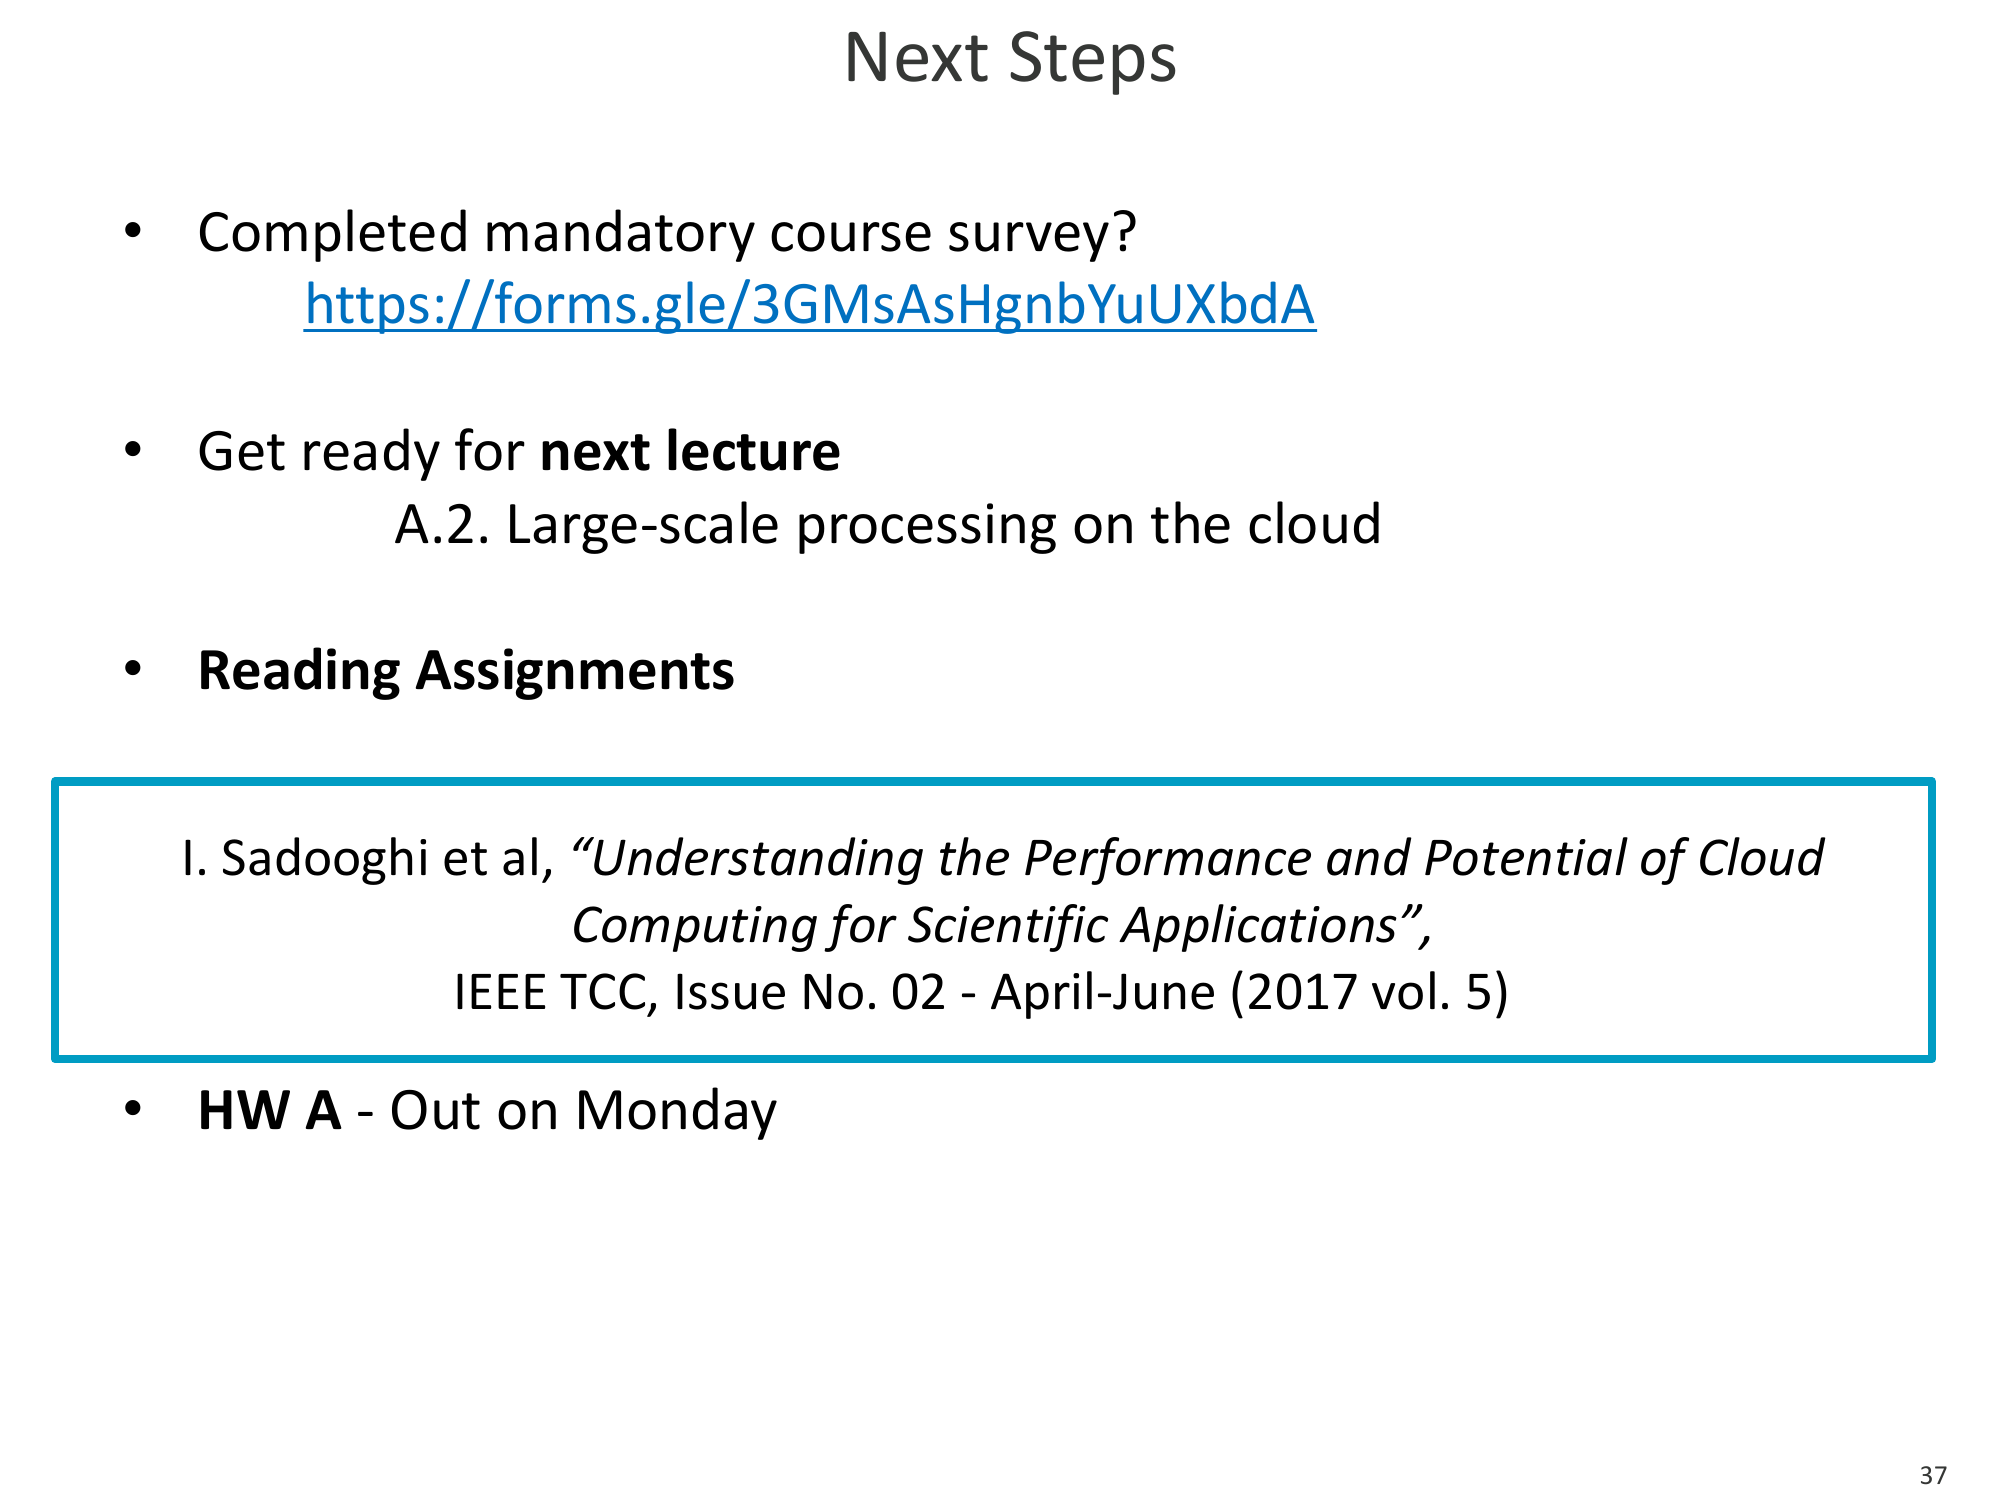 Next Steps
• Completed mandatory course survey?
https://forms.gle/3GMsAsHgnbYuUXbdA
• Get ready for next lecture
A.2. Large-scale processing on the cloud
• Reading Assignments
I. Sadooghi et al, “Understanding the Performance and Potential of Cloud
Computing for Scientific Applications”,
IEEE TCC, Issue No. 02 - April-June (2017 vol. 5)
• HW A - Out on Monday
37